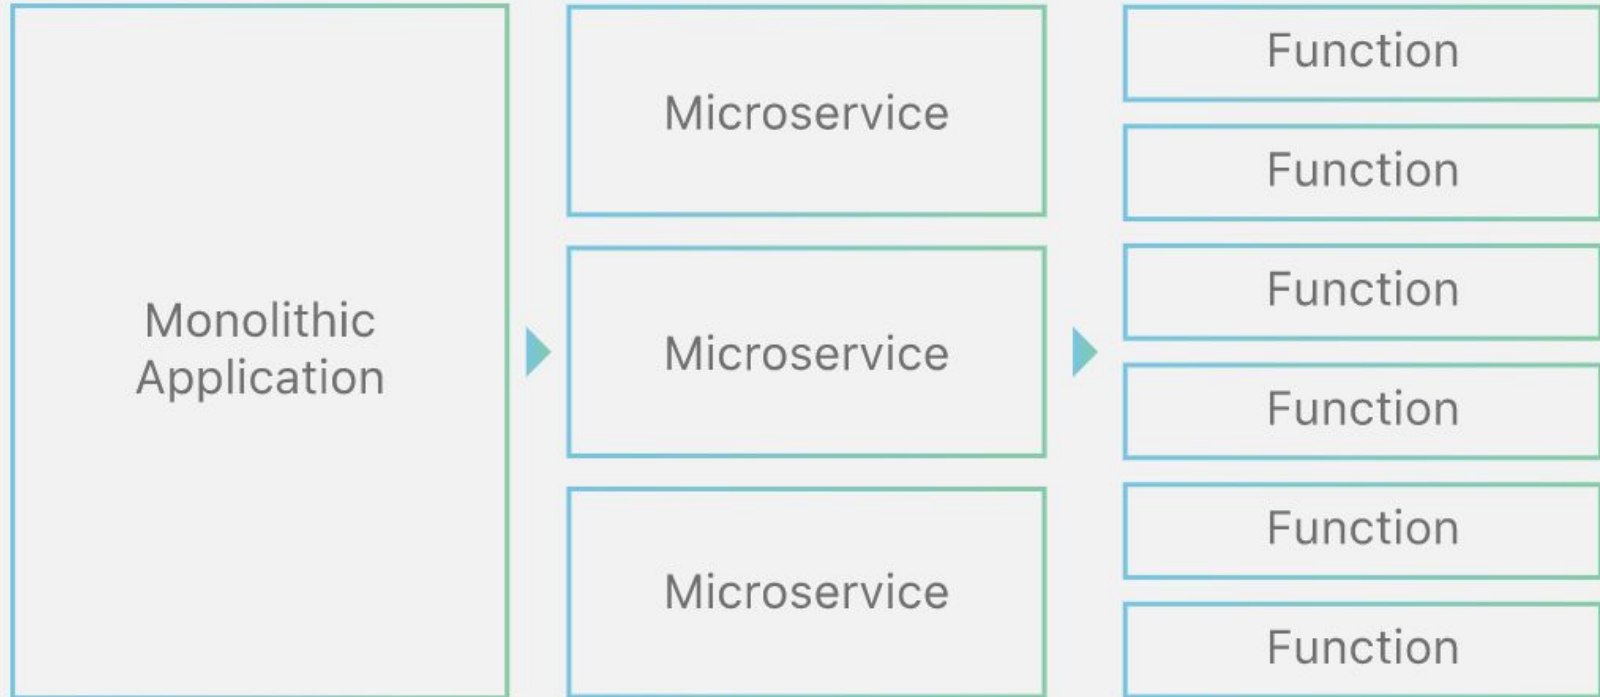 Monolithic
Application
Microservice
Microservice
Microservice
Function
Function
Function
Function
Function
Function